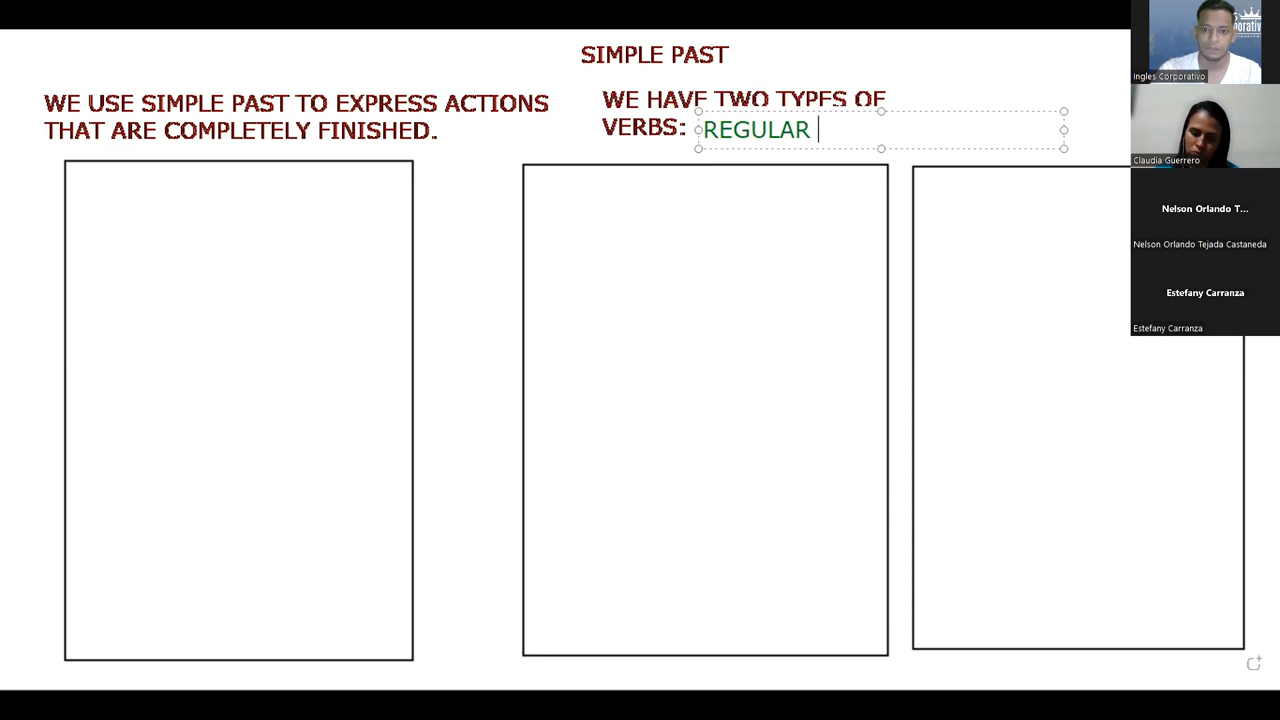 SIMPLE PAST
WE USE SIMPLE PAST TO EXPRESS ACTIONS
THAT ARE COMPLETELY FINISHED.
WE HAVE TWO TYPES OF
VERBS: REGULAR
Ingles Corporativo
Claudia Guerrero
Nelson Orlando T...
Nelson Orlando Tejada Castaneda
Estefany Carranza
Estefany Carranza